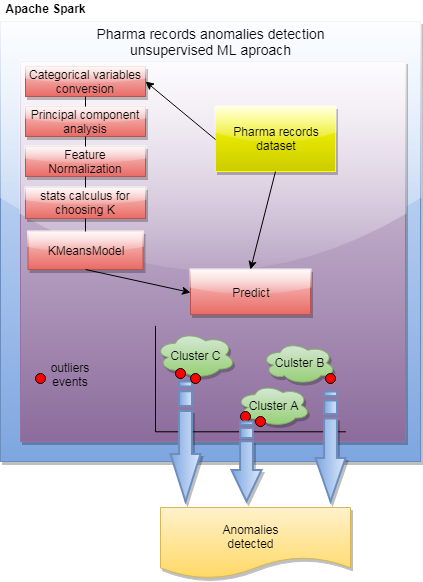 Apache Spark
Pharma records anomalies detection
unsupervised ML aproach
Categorical variables
conversion
Principal component
analysis
Pharma records
dataset
Feature
Normalization
stats calculus for
choosing K
KMeansModel
Predict
Cluster C
Culster B
outliers
events
Cluster A
Anomalies
detected